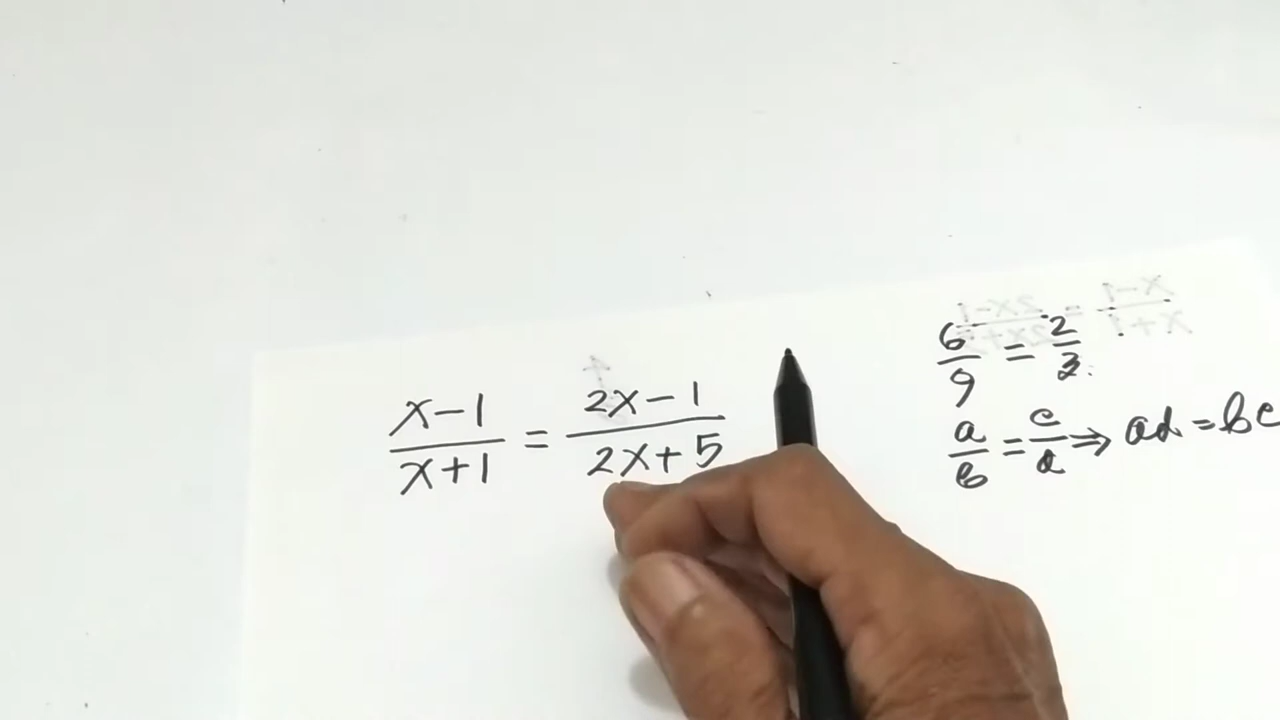 x-1/x+1 = 2x-1/2x+5
6/9 = 2/3
a/b = c/d ⇒ ad = bc